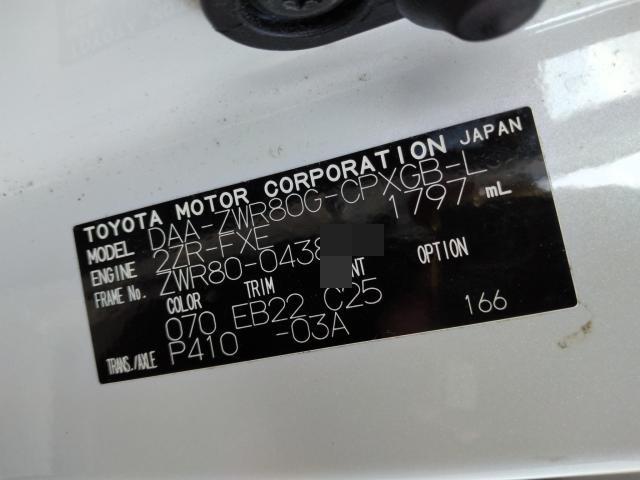 TOYOTA MOTOR CORPORATION JAPAN
MODEL DAA-ZWR80G-CPXGB-L
ENGINE 2ZR-FXE 1797 mL
FRAME No. ZWR80-0438
COLOR TRIM OPTION
070 EB22 C25 166
TRANS./AXLE P410 -03A